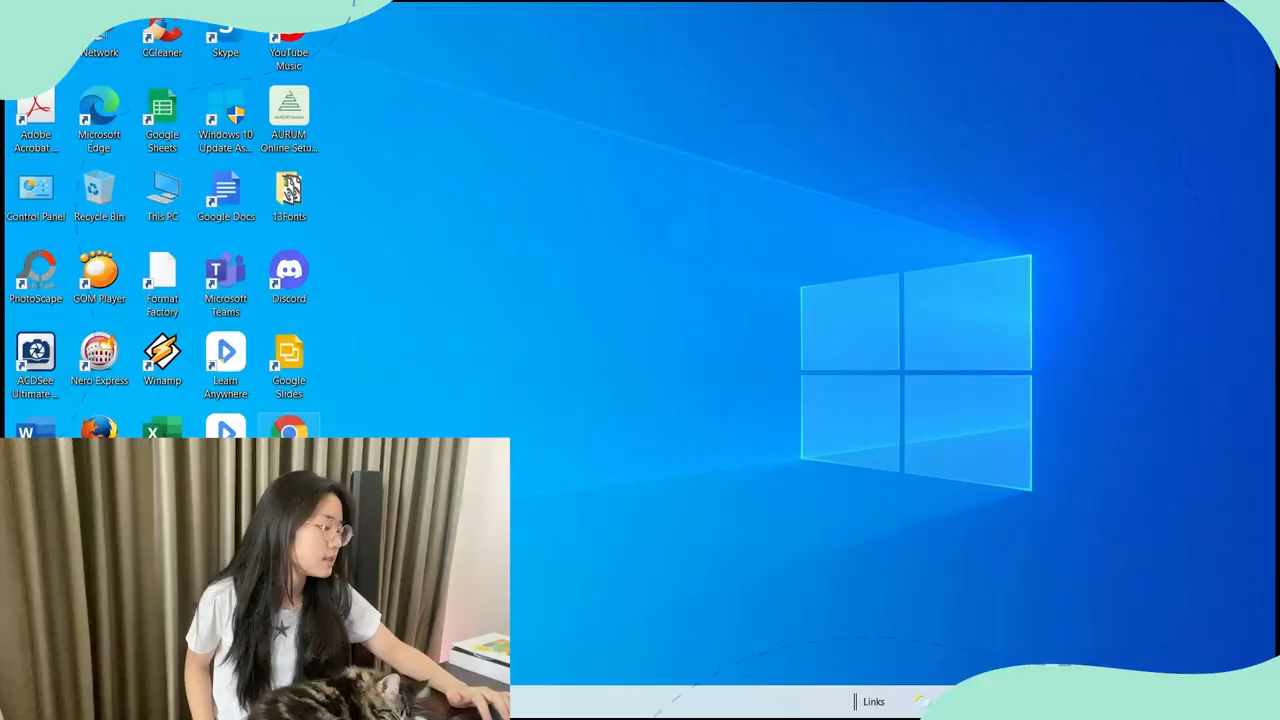 Network
CCleaner
Skype
YouTube
Music
Adobe
Acrobat ...
Microsoft
Edge
Google
Sheets
Windows 10
Update As...
AURUM
Online Setu...
Control Panel
Recycle Bin
This PC
Google Docs
13Fonts
PhotoScape
GOM Player
Format
Factory
Microsoft
Teams
Discord
ACDSee
Ultimate ...
Nero Express
Winamp
Learn
Anywhere
Google
Slides
Links